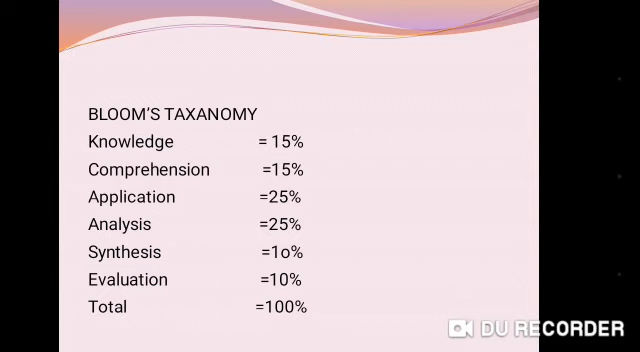 BLOOM'S TAXANOMY
Knowledge = 15%
Comprehension =15%
Application =25%
Analysis =25%
Synthesis =1o%
Evaluation =10%
Total =100%
DU RECORDER